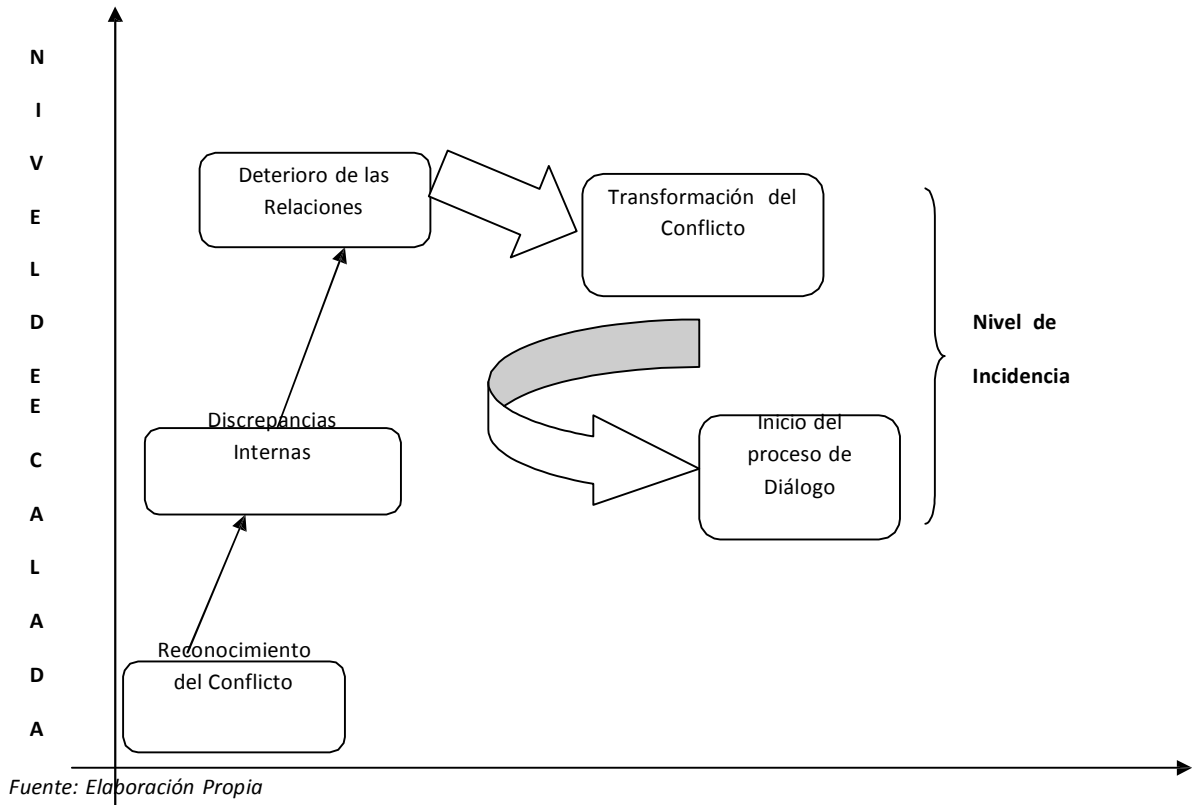 N
I
V
E
L
D
E
E
C
A
L
A
D
A
Deterioro de las
Relaciones
Transformación del
Conflicto
Nivel de
Incidencia
Discrepancias
Internas
Inicio del
proceso de
Diálogo
Reconocimiento
del Conflicto
Fuente: Elaboración Propia